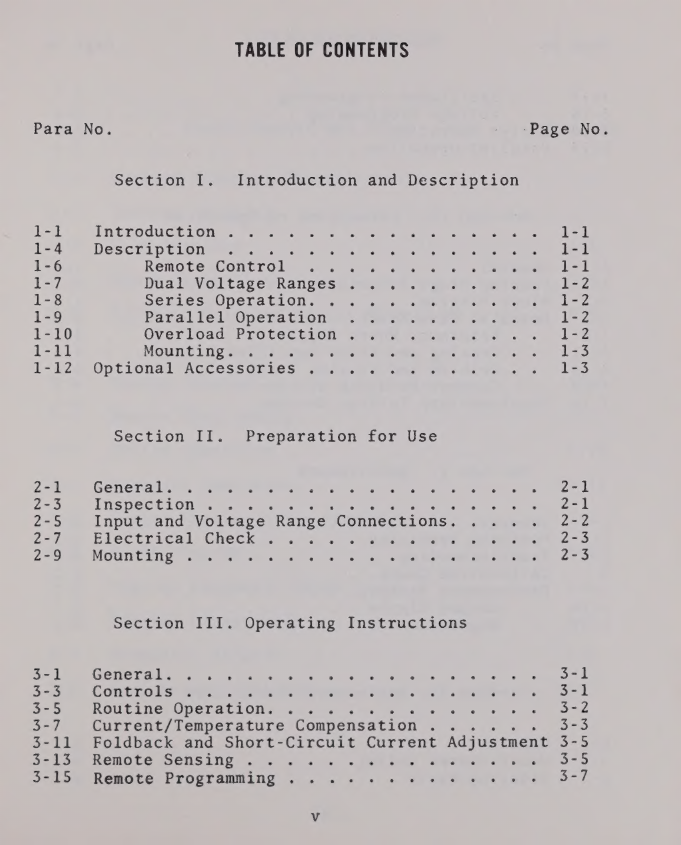 TABLE OF CONTENTS
Para No. Page No.
Section I. Introduction and Description
1-1 Introduction . . . . . . . . . . . . . . . . 1-1
1-4 Description . . . . . . . . . . . . . . . . 1-1
1-6 Remote Control . . . . . . . . . . . . 1-1
1-7 Dual Voltage Ranges . . . . . . . . . . 1-2
1-8 Series Operation. . . . . . . . . . . . 1-2
1-9 Parallel Operation . . . . . . . . . . . 1-2
1-10 Overload Protection . . . . . . . . . . 1-2
1-11 Mounting. . . . . . . . . . . . . . . . 1-3
1-12 Optional Accessories . . . . . . . . . . . . 1-3
Section II. Preparation for Use
2-1 General. . . . . . . . . . . . . . . . . . . 2-1
2-3 Inspection . . . . . . . . . . . . . . . . . 2-1
2-5 Input and Voltage Range Connections. . . . . 2-2
2-7 Electrical Check . . . . . . . . . . . . . . 2-3
2-9 Mounting . . . . . . . . . . . . . . . . . . 2-3
Section III. Operating Instructions
3-1 General. . . . . . . . . . . . . . . . . . . 3-1
3-3 Controls . . . . . . . . . . . . . . . . . . 3-1
3-5 Routine Operation. . . . . . . . . . . . . . 3-2
3-7 Current/Temperature Compensation . . . . . . 3-3
3-11 Foldback and Short-Circuit Current Adjustment 3-5
3-13 Remote Sensing . . . . . . . . . . . . . . . 3-5
3-15 Remote Programming . . . . . . . . . . . . . 3-7
v